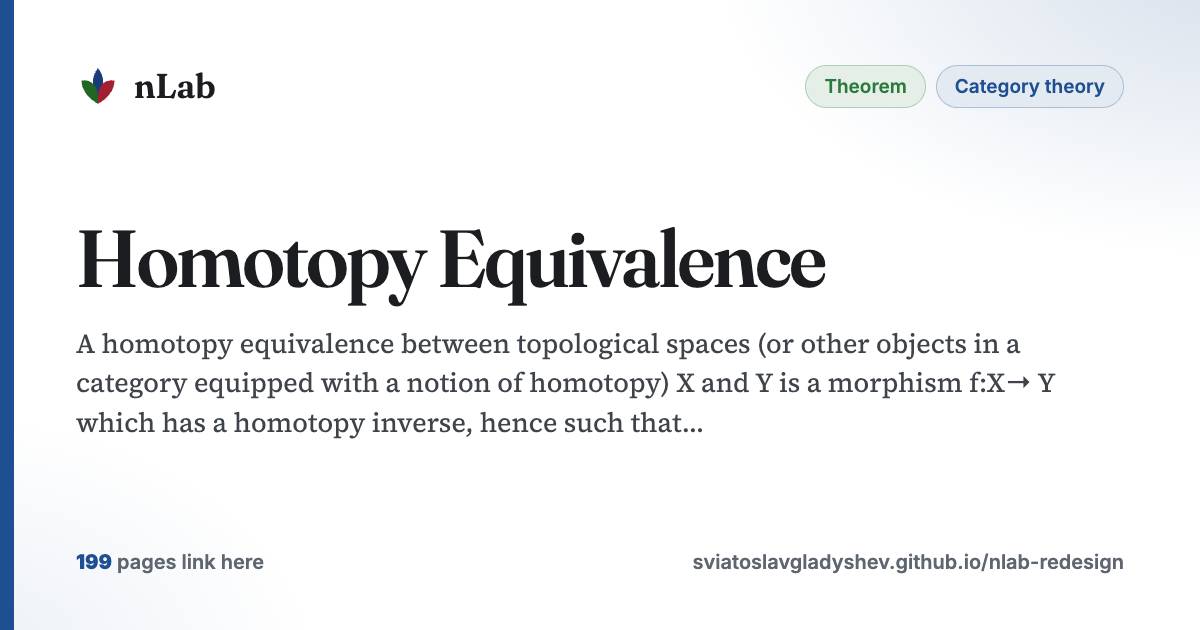 nLab
Theorem
Category theory
Homotopy Equivalence
A homotopy equivalence between topological spaces (or other objects in a
category equipped with a notion of homotopy) X and Y is a morphism f:X→ Y
which has a homotopy inverse, hence such that...
199 pages link here
sviatoslavgladyshev.github.io/nlab-redesign